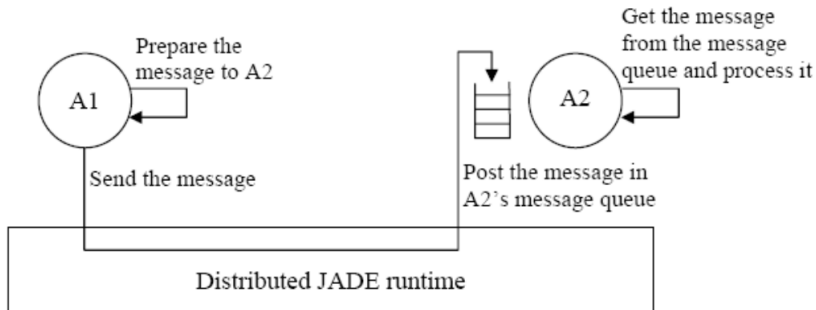 Prepare the
message to A2
A1
Send the message
Get the message
from the message
queue and process it
A2
Post the message in
A2’s message queue
Distributed JADE runtime